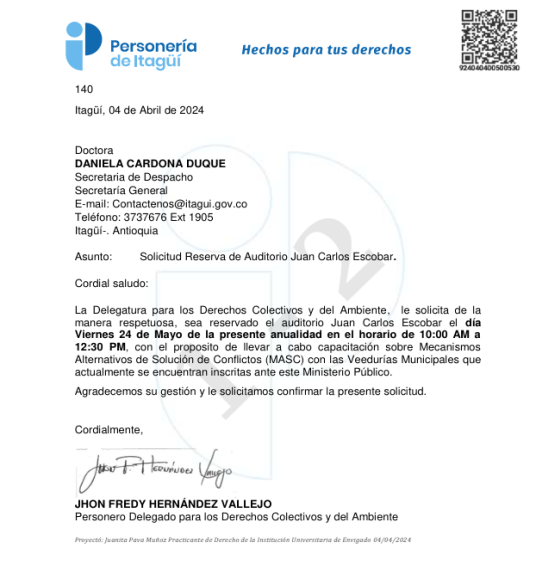 Personería
de Itagüí
Hechos para tus derechos
924040400500530
140
Itagüí, 04 de Abril de 2024
Doctora
DANIELA CARDONA DUQUE
Secretaria de Despacho
Secretaría General
E-mail: Contactenos@itagui.gov.co
Teléfono: 3737676 Ext 1905
Itagüí-. Antioquia
Asunto: Solicitud Reserva de Auditorio Juan Carlos Escobar.
Cordial saludo:
La Delegatura para los Derechos Colectivos y del Ambiente, le solicita de la
manera respetuosa, sea reservado el auditorio Juan Carlos Escobar el día
Viernes 24 de Mayo de la presente anualidad en el horario de 10:00 AM a
12:30 PM, con el proposito de llevar a cabo capacitación sobre Mecanismos
Alternativos de Solución de Conflictos (MASC) con las Veedurías Municipales que
actualmente se encuentran inscritas ante este Ministerio Público.
Agradecemos su gestión y le solicitamos confirmar la presente solicitud.
Cordialmente,
Jhon F. Hernández Vallejo
JHON FREDY HERNÁNDEZ VALLEJO
Personero Delegado para los Derechos Colectivos y del Ambiente
Proyectó: Juanita Pava Muñoz Practicante de Derecho de la Institución Universitaria de Envigado 04/04/2024